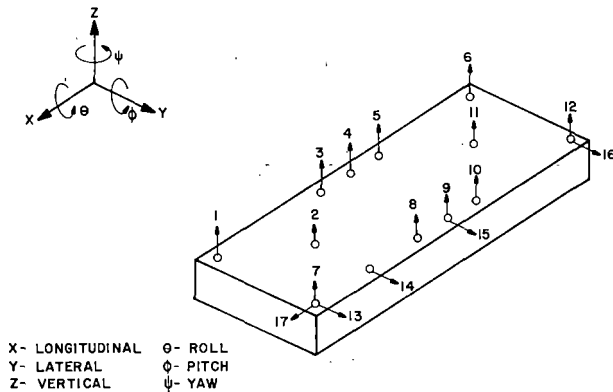 Z
ψ
X
θ
ϕ
Y
6
11
12
16
5
4
3
10
9
8
15
1
2
7
14
17
13
X- LONGITUDINAL θ- ROLL
Y- LATERAL ϕ- PITCH
Z- VERTICAL ψ- YAW